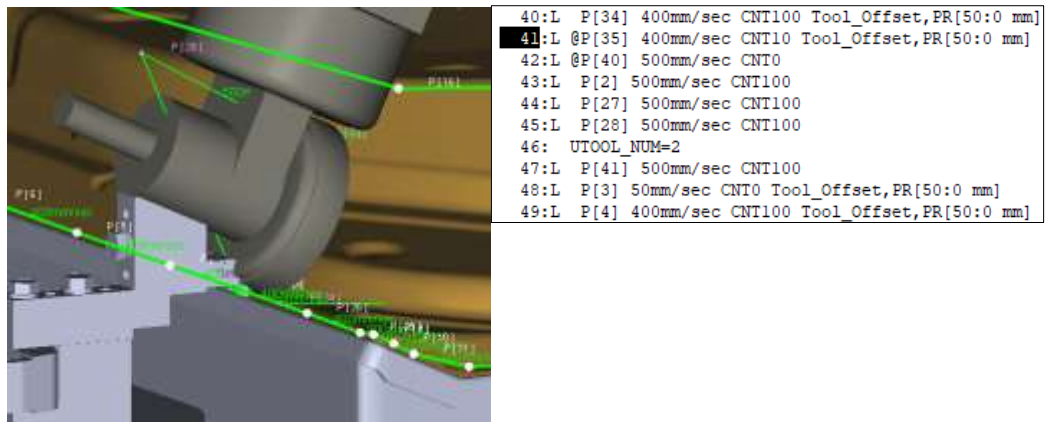 P[6]
P[5]
P[36]
40:L P[34] 400mm/sec CNT100 Tool_Offset,PR[50:0 mm]
41:L @P[35] 400mm/sec CNT10 Tool_Offset,PR[50:0 mm]
42:L @P[40] 500mm/sec CNT0
43:L P[2] 500mm/sec CNT100
44:L P[27] 500mm/sec CNT100
45:L P[28] 500mm/sec CNT100
46: UTOOL_NUM=2
47:L P[41] 500mm/sec CNT100
48:L P[3] 50mm/sec CNT0 Tool_Offset,PR[50:0 mm]
49:L P[4] 400mm/sec CNT100 Tool_Offset,PR[50:0 mm]